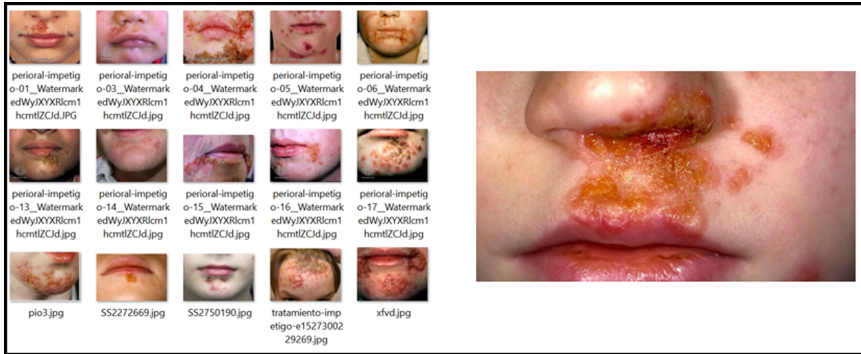 perioral-impetig
o-01__Watermark
edWyJXYXRlcm1
hcmtlZCJd.JPG
perioral-impetig
o-03__Watermark
edWyJXYXRlcm1
hcmtlZCJd.jpg
perioral-impetig
o-04__Watermark
edWyJXYXRlcm1
hcmtlZCJd.jpg
perioral-impetig
o-05__Watermark
edWyJXYXRlcm1
hcmtlZCJd.jpg
perioral-impetig
o-06__Watermark
edWyJXYXRlcm1
hcmtlZCJd.jpg
perioral-impetig
o-13__Watermark
edWyJXYXRlcm1
hcmtlZCJd.jpg
perioral-impetig
o-14__Watermark
edWyJXYXRlcm1
hcmtlZCJd.jpg
perioral-impetig
o-15__Watermark
edWyJXYXRlcm1
hcmtlZCJd.jpg
perioral-impetig
o-16__Watermark
edWyJXYXRlcm1
hcmtlZCJd.jpg
perioral-impetig
o-17__Watermark
edWyJXYXRlcm1
hcmtlZCJd.jpg
pio3.jpg
SS2272669.jpg
SS2750190.jpg
tratamiento-imp
etigo-e15273002
29269.jpg
xfvd.jpg